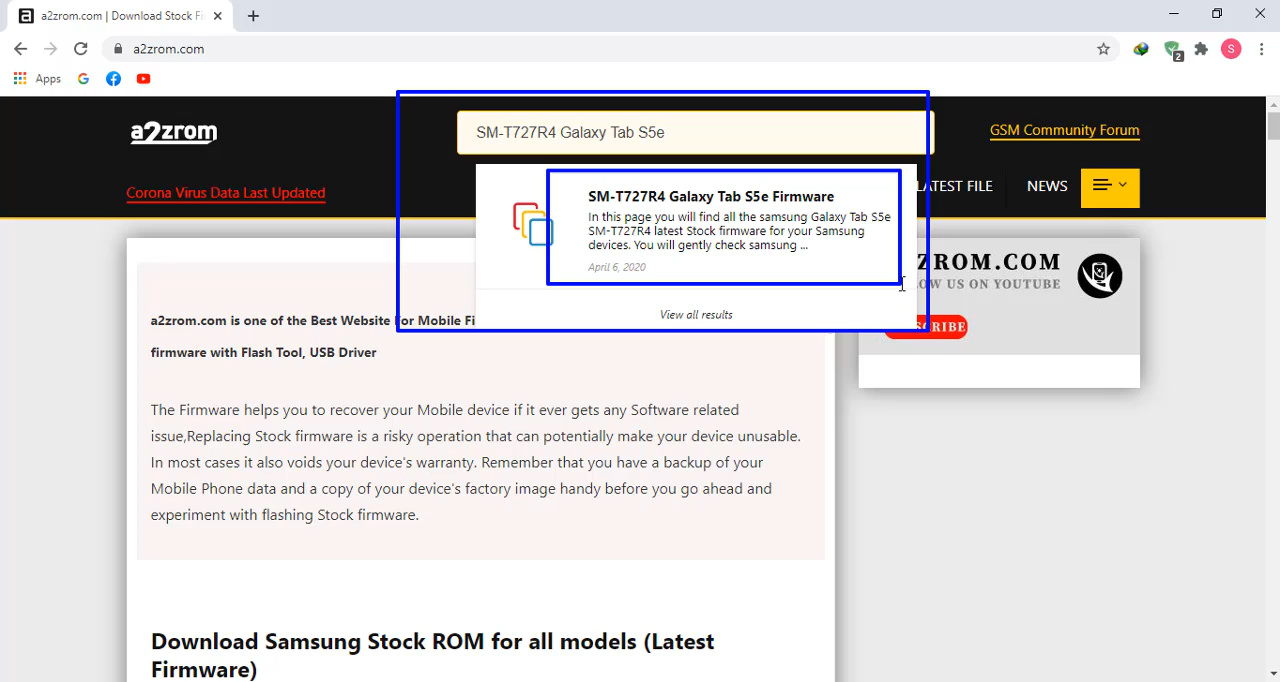 a2zrom.com | Download Stock Fi
a2zrom.com
2
S
Apps
a2zrom
SM-T727R4 Galaxy Tab S5e
GSM Community Forum
Corona Virus Data Last Updated
LATEST FILE
NEWS
SM-T727R4 Galaxy Tab S5e Firmware
In this page you will find all the samsung Galaxy Tab S5e
SM-T727R4 latest Stock firmware for your Samsung
devices. You will gently check samsung ...
April 6, 2020
View all results
ZROM.COM
LOW US ON YOUTUBE
SCRIBE
a2zrom.com is one of the Best Website For Mobile Fi
firmware with Flash Tool, USB Driver
The Firmware helps you to recover your Mobile device if it ever gets any Software related
issue,Replacing Stock firmware is a risky operation that can potentially make your device unusable.
In most cases it also voids your device's warranty. Remember that you have a backup of your
Mobile Phone data and a copy of your device's factory image handy before you go ahead and
experiment with flashing Stock firmware.
Download Samsung Stock ROM for all models (Latest
Firmware)